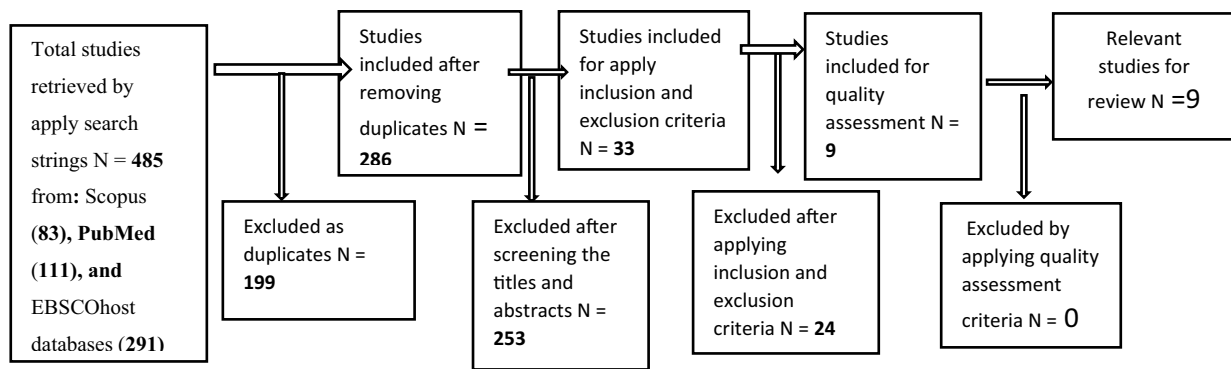 Total studies
retrieved by
apply search
strings N = 485
from: Scopus
(83), PubMed
(111), and
EBSCOhost
databases (291)
Studies
included after
removing
duplicates N =
286
Studies included
for apply
inclusion and
exclusion criteria
N = 33
Studies
included for
quality
assessment N =
9
Relevant
studies for
review N =9
Excluded as
duplicates N =
199
Excluded after
screening the
titles and
abstracts N =
253
Excluded after
applying
inclusion and
exclusion
criteria N = 24
Excluded by
applying quality
assessment
criteria N = 0